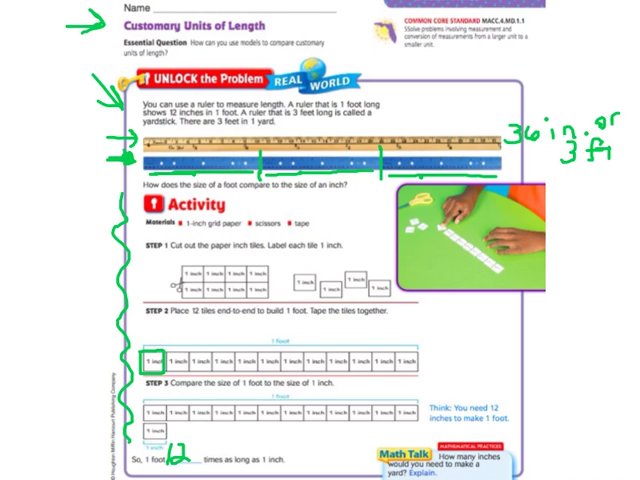 Name
Customary Units of Length
Essential Question How can you use models to compare customary
units of length?
COMMON CORE STANDARD MACC.4.MD.1.1
Solve problems involving measurement and
conversion of measurements from a larger unit to a
smaller unit.
UNLOCK the Problem REAL WORLD
You can use a ruler to measure length. A ruler that is 1 foot long
shows 12 inches in 1 foot. A ruler that is 3 feet long is called a
yardstick. There are 3 feet in 1 yard.
36 in. or
3 ft
How does the size of a foot compare to the size of an inch?
Activity
Materials ■ 1-inch grid paper ■ scissors ■ tape
STEP 1 Cut out the paper inch tiles. Label each tile 1 inch.
1 inch 1 inch 1 inch 1 inch
1 inch 1 inch 1 inch 1 inch
1 inch 1 inch 1 inch 1 inch
STEP 2 Place 12 tiles end-to-end to build 1 foot. Tape the tiles together.
1 foot
1 inch 1 inch 1 inch 1 inch 1 inch 1 inch 1 inch 1 inch 1 inch 1 inch 1 inch 1 inch
STEP 3 Compare the size of 1 foot to the size of 1 inch.
1 foot
1 inch 1 inch 1 inch 1 inch 1 inch 1 inch 1 inch 1 inch 1 inch 1 inch 1 inch 1 inch
1 inch
1 inch
Think: You need 12
inches to make 1 foot.
So, 1 foot 12 times as long as 1 inch.
Math Talk MATHEMATICAL PRACTICES
How many inches
would you need to make a
yard? Explain.
© Houghton Mifflin Harcourt Publishing Company